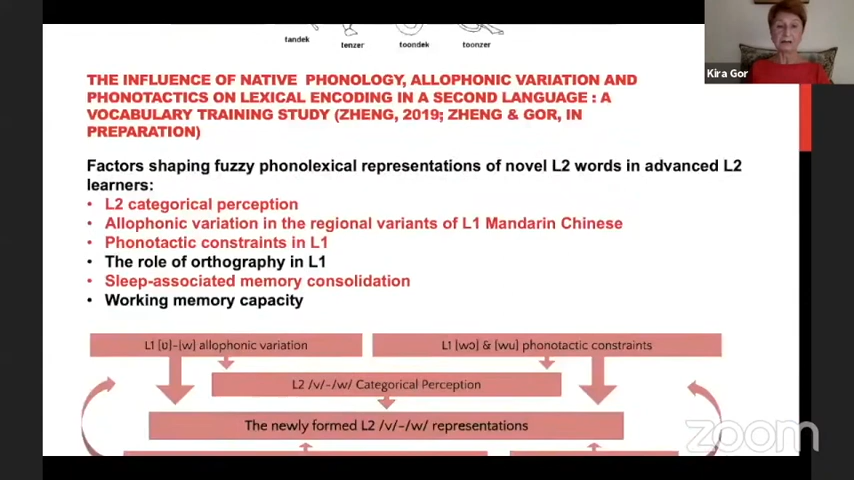 tandek
tenzer
toondek
toonzer
Kira Gor
THE INFLUENCE OF NATIVE PHONOLOGY, ALLOPHONIC VARIATION AND
PHONOTACTICS ON LEXICAL ENCODING IN A SECOND LANGUAGE : A
VOCABULARY TRAINING STUDY (ZHENG, 2019; ZHENG & GOR, IN
PREPARATION)
Factors shaping fuzzy phonolexical representations of novel L2 words in advanced L2
learners:
• L2 categorical perception
• Allophonic variation in the regional variants of L1 Mandarin Chinese
• Phonotactic constraints in L1
• The role of orthography in L1
• Sleep-associated memory consolidation
• Working memory capacity
L1 [ʋ]-[w] allophonic variation
L1 [wɔ] & [wu] phonotactic constraints
L2 /v/-/w/ Categorical Perception
The newly formed L2 /v/-/w/ representations
zoom